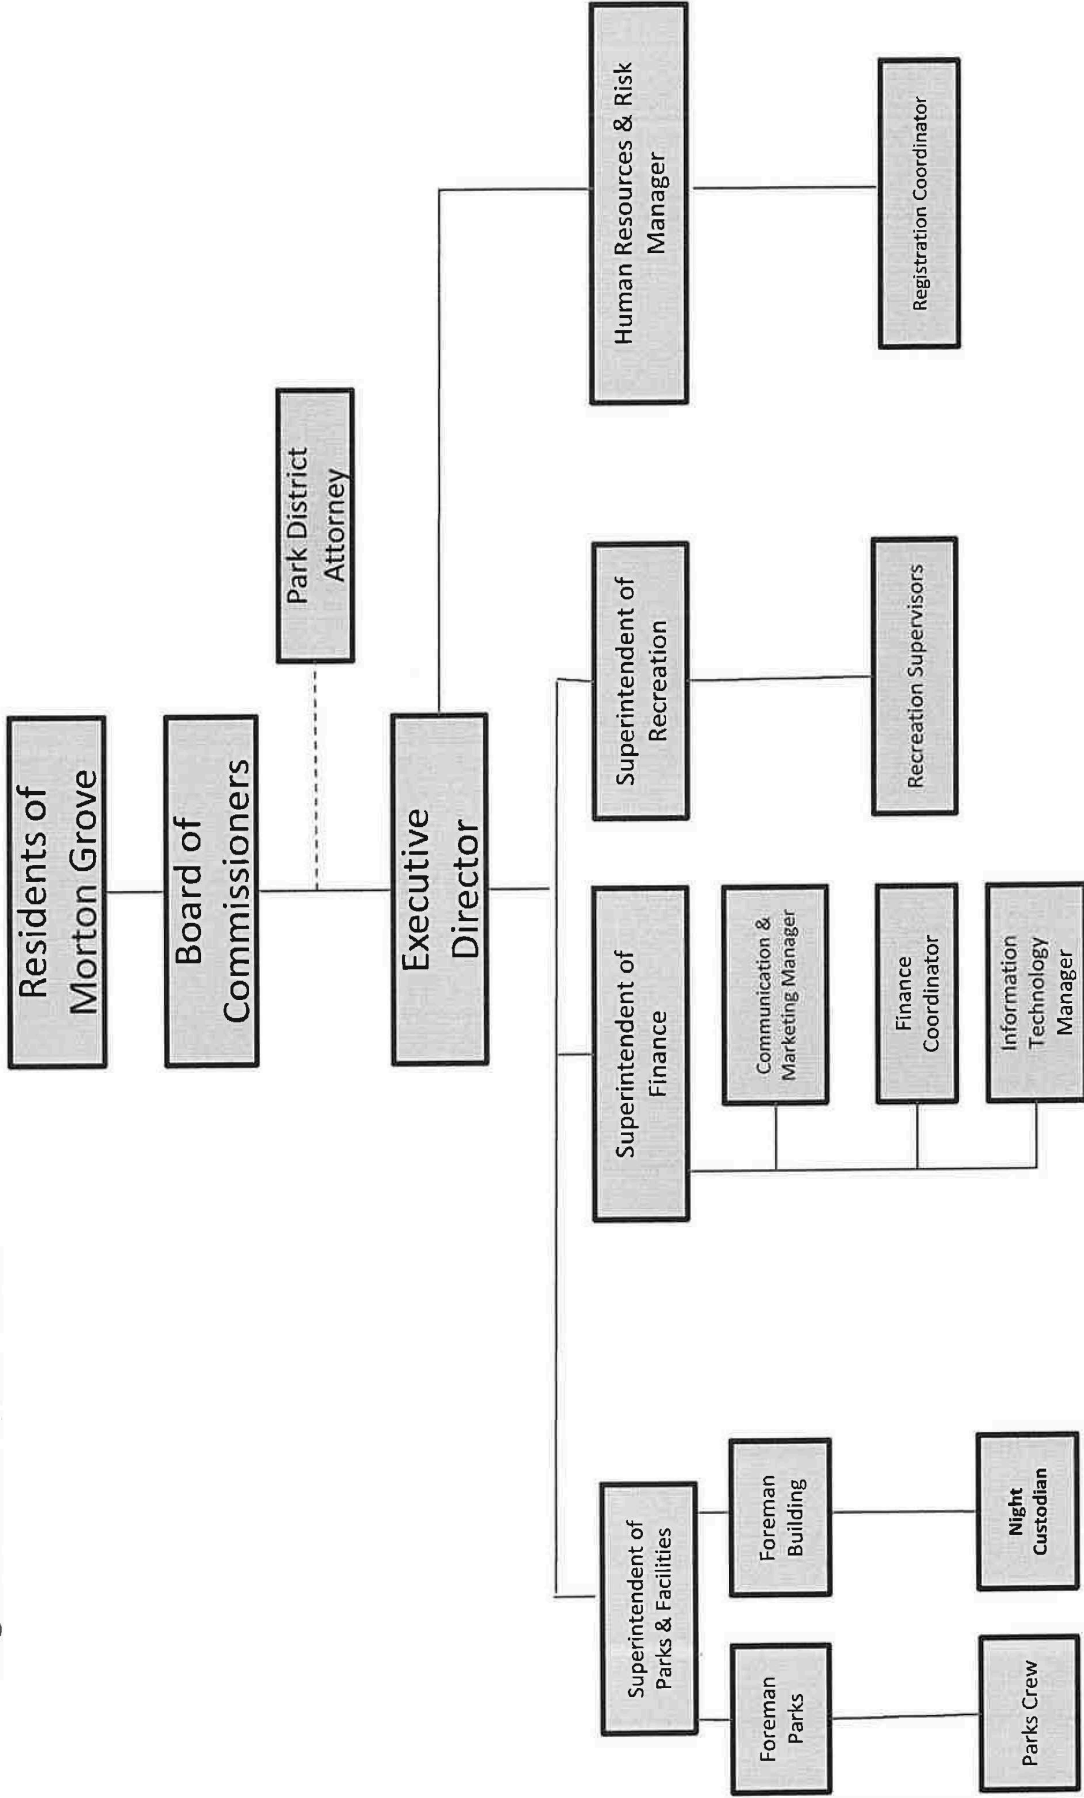 Residents of
Morton Grove
Board of
Commissioners
Park District
Attorney
Executive
Director
Superintendent of
Parks & Facilities
Superintendent of
Finance
Superintendent of
Recreation
Human Resources & Risk
Manager
Foreman
Parks
Foreman
Building
Communication &
Marketing Manager
Parks Crew
Night
Custodian
Finance
Coordinator
Recreation Supervisors
Registration Coordinator
Information
Technology
Manager